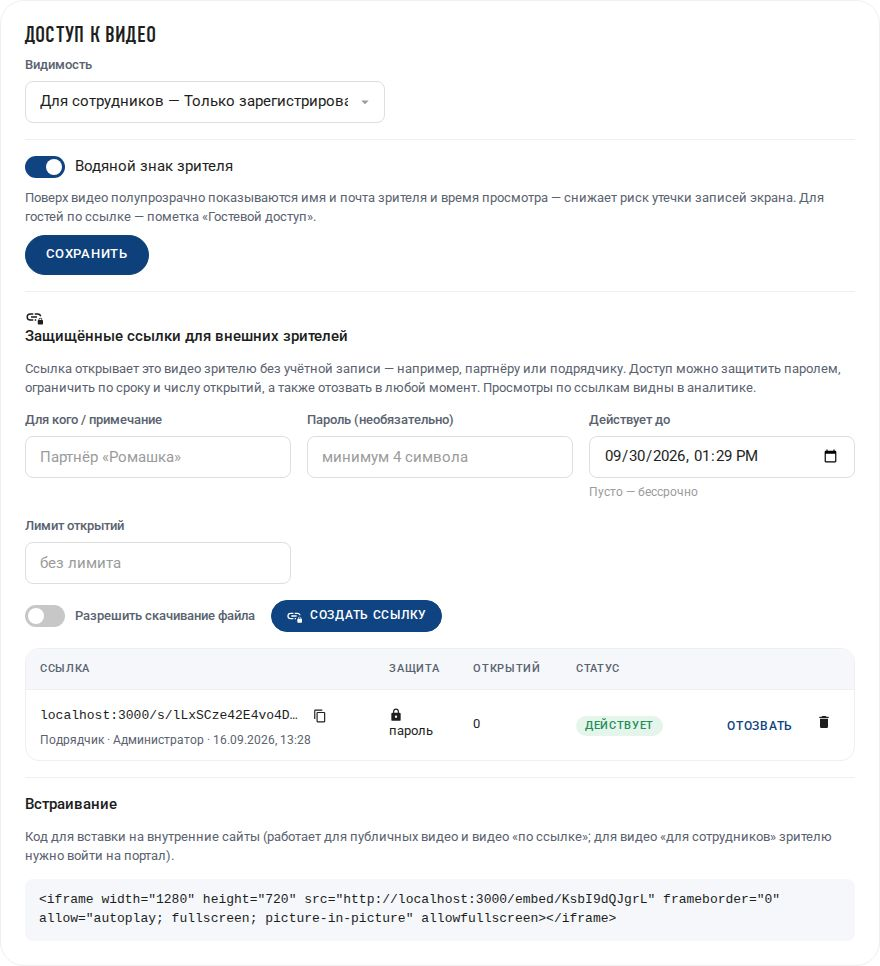 ДОСТУП К ВИДЕО
Видимость
Для сотрудников — Только зарегистрирова
Водяной знак зрителя
Поверх видео полупрозрачно показываются имя и почта зрителя и время просмотра — снижает риск утечки записей экрана. Для
гостей по ссылке — пометка «Гостевой доступ».
СОХРАНИТЬ
Защищённые ссылки для внешних зрителей
Ссылка открывает это видео зрителю без учётной записи — например, партнёру или подрядчику. Доступ можно защитить паролем,
ограничить по сроку и числу открытий, а также отозвать в любой момент. Просмотры по ссылкам видны в аналитике.
Для кого / примечание Пароль (необязательно) Действует до
Партнёр «Ромашка» минимум 4 символа 09/30/2026, 01:29 PM
Пусто — бессрочно
Лимит открытий
без лимита
Разрешить скачивание файла СОЗДАТЬ ССЫЛКУ
ССЫЛКА ЗАЩИТА ОТКРЫТИЙ СТАТУС
localhost:3000/s/lLxSCze42E4vo4D… пароль 0 ДЕЙСТВУЕТ ОТОЗВАТЬ
Подрядчик · Администратор · 16.09.2026, 13:28
Встраивание
Код для вставки на внутренние сайты (работает для публичных видео и видео «по ссылке»; для видео «для сотрудников» зрителю
нужно войти на портал).
<iframe width="1280" height="720" src="http://localhost:3000/embed/KsbI9dQJgrL" frameborder="0"
allow="autoplay; fullscreen; picture-in-picture" allowfullscreen></iframe>